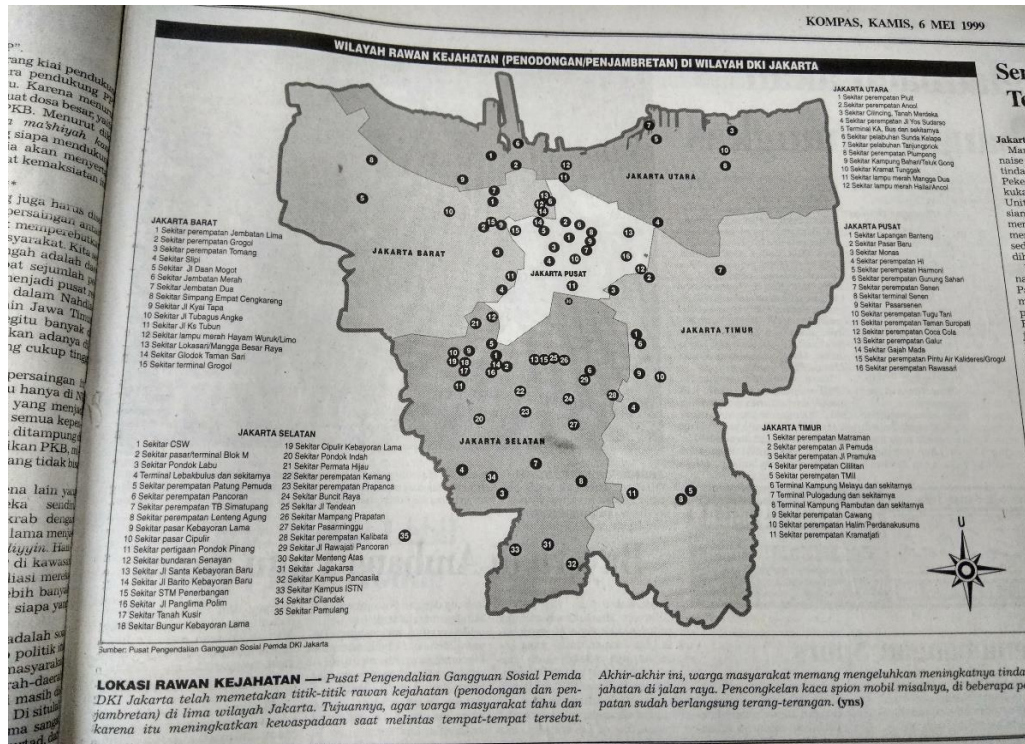 KOMPAS, KAMIS, 6 MEI 1999
WILAYAH RAWAN KEJAHATAN (PENODONGAN/PENJAMBRETAN) DI WILAYAH DKI JAKARTA
JAKARTA UTARA
1 Sekitar perempatan Pluit
2 Sekitar perempatan Ancol
3 Sekitar Cilincing, Tanah Merdeka
4 Sekitar perempatan Jl Yos Sudarso
5 Terminal KA, Bus dan sekitarnya
6 Sekitar pelabuhan Sunda Kelapa
7 Sekitar pelabuhan Tanjungpriok
8 Sekitar perempatan Plumpang
9 Sekitar Kampung Bahari/Teluk Gong
10 Sekitar Kramat Tunggak
11 Sekitar lampu merah Mangga Dua
12 Sekitar lampu merah Hailai/Ancol
JAKARTA BARAT
1 Sekitar perempatan Jembatan Lima
2 Sekitar perempatan Grogol
3 Sekitar perempatan Tomang
4 Sekitar Slipi
5 Sekitar Jl Daan Mogot
6 Sekitar Jembatan Merah
7 Sekitar Jembatan Dua
8 Sekitar Simpang Empat Cengkareng
9 Sekitar Jl Kyai Tapa
10 Sekitar Jl Tubagus Angke
11 Sekitar Jl Ks Tubun
12 Sekitar lampu merah Hayam Wuruk/Limo
13 Sekitar Lokasari/Mangga Besar Raya
14 Sekitar Glodok Taman Sari
15 Sekitar terminal Grogol
JAKARTA PUSAT
1 Sekitar Lapangan Banteng
2 Sekitar Pasar Baru
3 Sekitar Monas
4 Sekitar perempatan HI
5 Sekitar perempatan Harmoni
6 Sekitar perempatan Gunung Sahari
7 Sekitar perempatan Senen
8 Sekitar terminal Senen
9 Sekitar Pasarsenen
10 Sekitar perempatan Tugu Tani
11 Sekitar perempatan Taman Suropati
12 Sekitar perempatan Coca Cola
13 Sekitar perempatan Galur
14 Sekitar Gajah Mada
15 Sekitar perempatan Pintu Air Kalideres/Grogol
16 Sekitar perempatan Rawasari
JAKARTA UTARA
JAKARTA BARAT
JAKARTA PUSAT
JAKARTA TIMUR
JAKARTA SELATAN
JAKARTA SELATAN
1 Sekitar CSW
2 Sekitar pasar/terminal Blok M
3 Sekitar Pondok Labu
4 Terminal Lebakbulus dan sekitarnya
5 Sekitar perempatan Patung Pemuda
6 Sekitar perempatan Pancoran
7 Sekitar perempatan TB Simatupang
8 Sekitar perempatan Lenteng Agung
9 Sekitar pasar Kebayoran Lama
10 Sekitar pasar Cipulir
11 Sekitar pertigaan Pondok Pinang
12 Sekitar bundaran Senayan
13 Sekitar Jl Santa Kebayoran Baru
14 Sekitar Jl Barito Kebayoran Baru
15 Sekitar STM Penerbangan
16 Sekitar Jl Panglima Polim
17 Sekitar Tanah Kusir
18 Sekitar Bungur Kebayoran Lama
19 Sekitar Cipulir Kebayoran Lama
20 Sekitar Pondok Indah
21 Sekitar Permata Hijau
22 Sekitar perempatan Kemang
23 Sekitar perempatan Prapanca
24 Sekitar Buncit Raya
25 Sekitar Jl Tendean
26 Sekitar Mampang Prapatan
27 Sekitar Pasarminggu
28 Sekitar perempatan Kalibata
29 Sekitar Jl Rawajati Pancoran
30 Sekitar Menteng Atas
31 Sekitar Jagakarsa
32 Sekitar Kampus Pancasila
33 Sekitar Kampus ISTN
34 Sekitar Cilandak
35 Sekitar Pamulang
JAKARTA TIMUR
1 Sekitar perempatan Matraman
2 Sekitar perempatan Jl Pemuda
3 Sekitar perempatan Jl Pramuka
4 Sekitar perempatan Cililitan
5 Sekitar perempatan TMII
6 Terminal Kampung Melayu dan sekitarnya
7 Terminal Pulogadung dan sekitarnya
8 Terminal Kampung Rambutan dan sekitarnya
9 Sekitar perempatan Cawang
10 Sekitar perempatan Halim Perdanakusuma
11 Sekitar perempatan Kramatjati
U
Sumber: Pusat Pengendalian Gangguan Sosial Pemda DKI Jakarta
LOKASI RAWAN KEJAHATAN — Pusat Pengendalian Gangguan Sosial Pemda
DKI Jakarta telah memetakan titik-titik rawan kejahatan (penodongan dan pen-
jambretan) di lima wilayah Jakarta. Tujuannya, agar warga masyarakat tahu dan
karena itu meningkatkan kewaspadaan saat melintas tempat-tempat tersebut.
Akhir-akhir ini, warga masyarakat memang mengeluhkan meningkatnya tinda
jahatan di jalan raya. Pencongkelan kaca spion mobil misalnya, di beberapa pe
patan sudah berlangsung terang-terangan. (yns)